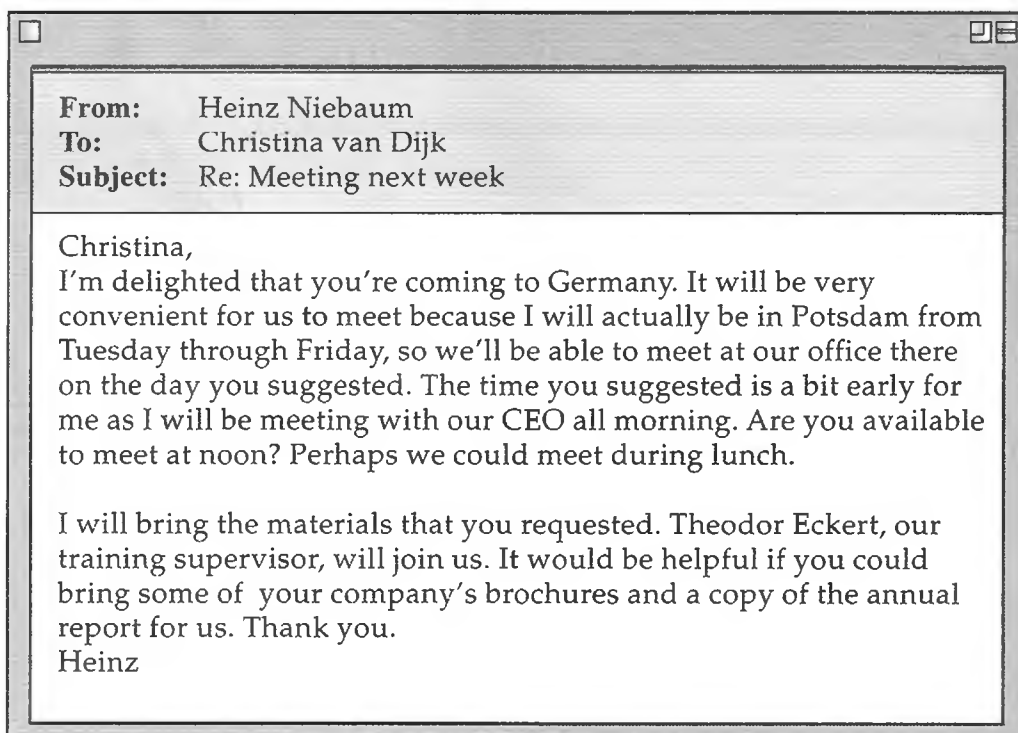 From: Heinz Niebaum
To: Christina van Dijk
Subject: Re: Meeting next week
Christina,
I'm delighted that you're coming to Germany. It will be very
convenient for us to meet because I will actually be in Potsdam from
Tuesday through Friday, so we'll be able to meet at our office there
on the day you suggested. The time you suggested is a bit early for
me as I will be meeting with our CEO all morning. Are you available
to meet at noon? Perhaps we could meet during lunch.
I will bring the materials that you requested. Theodor Eckert, our
training supervisor, will join us. It would be helpful if you could
bring some of your company's brochures and a copy of the annual
report for us. Thank you.
Heinz